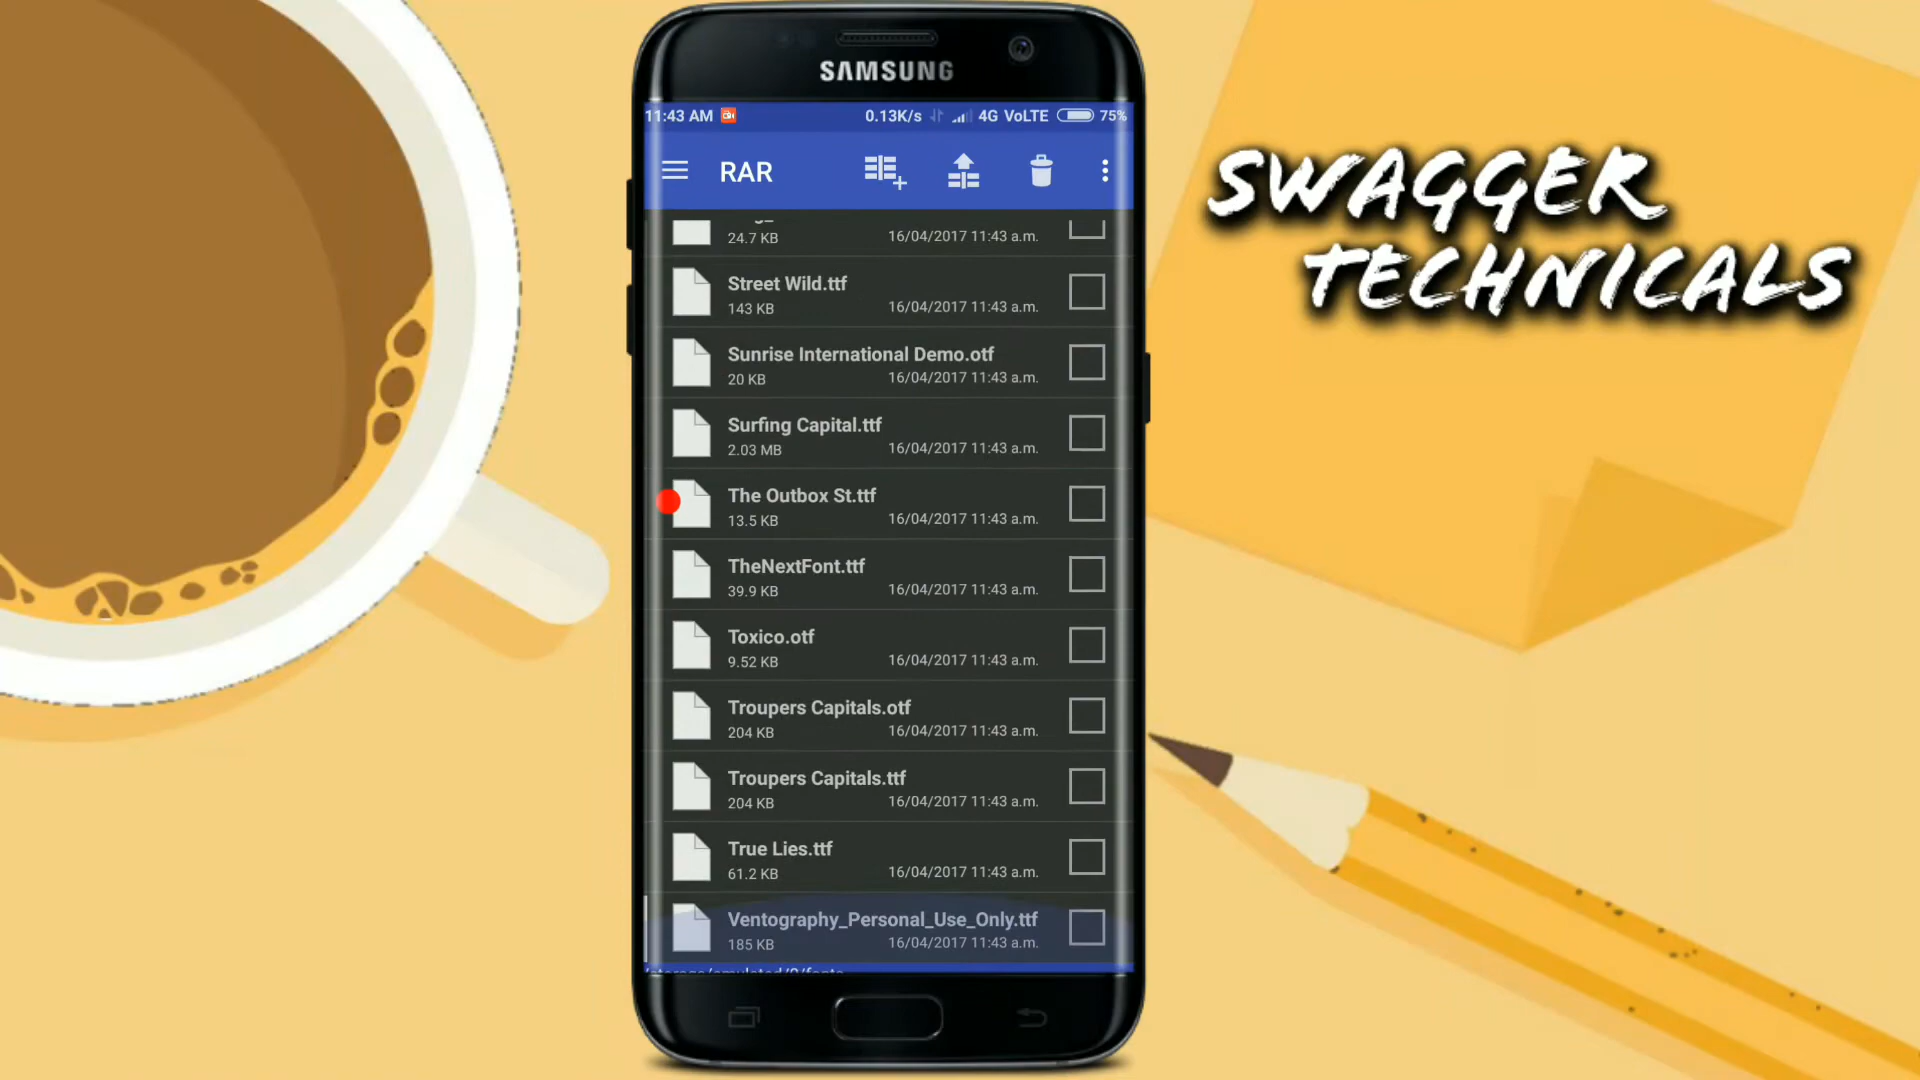 SAMSUNG
11:43 AM 0.13K/s 4G VoLTE 75%
RAR
24.7 KB 16/04/2017 11:43 a.m.
Street Wild.ttf
143 KB 16/04/2017 11:43 a.m.
Sunrise International Demo.otf
20 KB 16/04/2017 11:43 a.m.
Surfing Capital.ttf
2.03 MB 16/04/2017 11:43 a.m.
The Outbox St.ttf
13.5 KB 16/04/2017 11:43 a.m.
TheNextFont.ttf
39.9 KB 16/04/2017 11:43 a.m.
Toxico.otf
9.52 KB 16/04/2017 11:43 a.m.
Troupers Capitals.otf
204 KB 16/04/2017 11:43 a.m.
Troupers Capitals.ttf
204 KB 16/04/2017 11:43 a.m.
True Lies.ttf
61.2 KB 16/04/2017 11:43 a.m.
Ventography_Personal_Use_Only.ttf
185 KB 16/04/2017 11:43 a.m.
SWAGGER
TECHNICALS